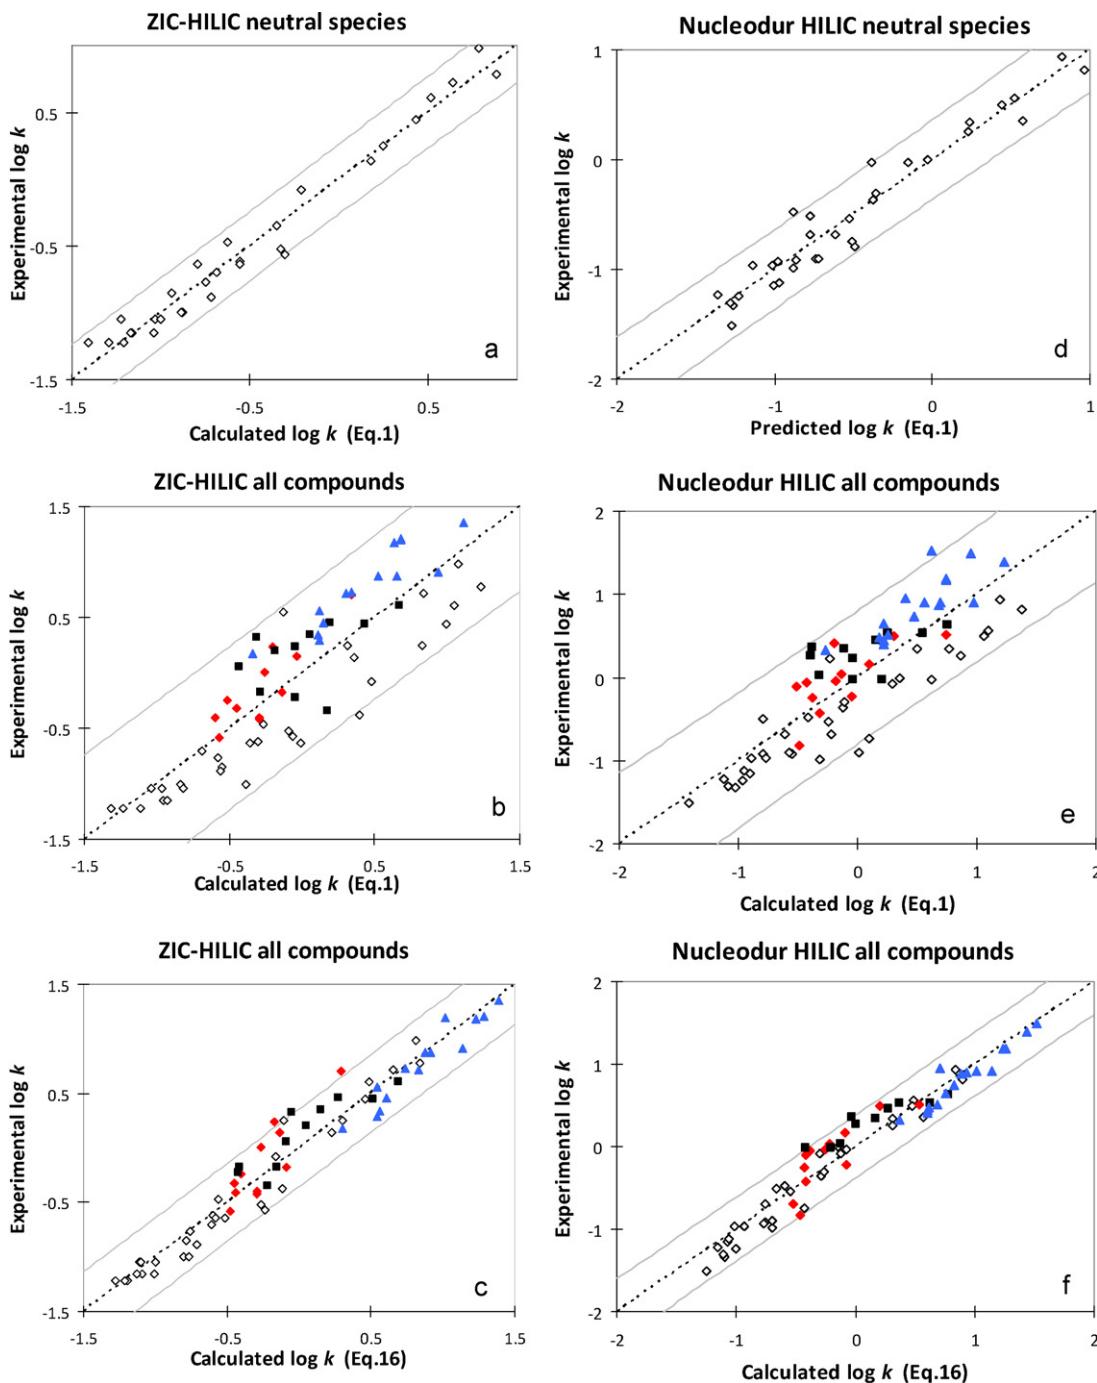 ZIC-HILIC neutral species
Experimental log k
0.5
-0.5
-1.5
a
-1.5
-0.5
0.5
Calculated log k (Eq.1)
Nucleodur HILIC neutral species
Experimental log k
1
0
-1
-2
d
-2
-1
0
1
Predicted log k (Eq.1)
ZIC-HILIC all compounds
Experimental log k
1.5
0.5
-0.5
-1.5
b
-1.5
-0.5
0.5
1.5
Calculated log k (Eq.1)
Nucleodur HILIC all compounds
Experimental log k
2
1
0
-1
-2
e
-2
-1
0
1
2
Calculated log k (Eq.1)
ZIC-HILIC all compounds
Experimental log k
1.5
0.5
-0.5
-1.5
c
-1.5
-0.5
0.5
1.5
Calculated log k (Eq.16)
Nucleodur HILIC all compounds
Experimental log k
2
1
0
-1
-2
f
-2
-1
0
1
2
Calculated log k (Eq.16)